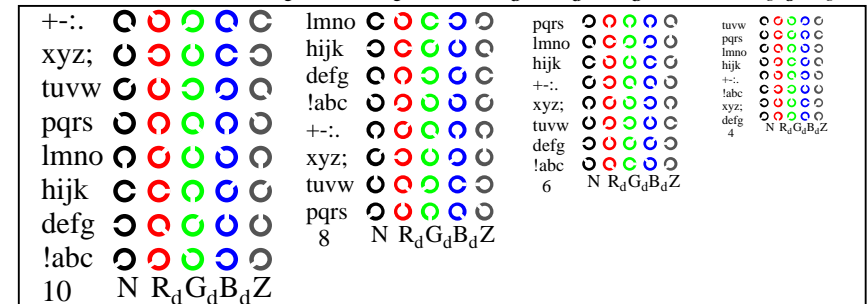 +-:.
xyz;
tuvw
pqrs
lmno
hijk
defg
!abc
10 N RdGdBdZ
lmno
hijk
defg
!abc
+-:.
xyz;
tuvw
pqrs
8 N RdGdBdZ
pqrs
lmno
hijk
+-:.
xyz;
tuvw
defg
!abc
6 N RdGdBdZ
tuvw
pqrs
lmno
hijk
+-:.
!abc
xyz;
defg
4 N RdGdBdZ